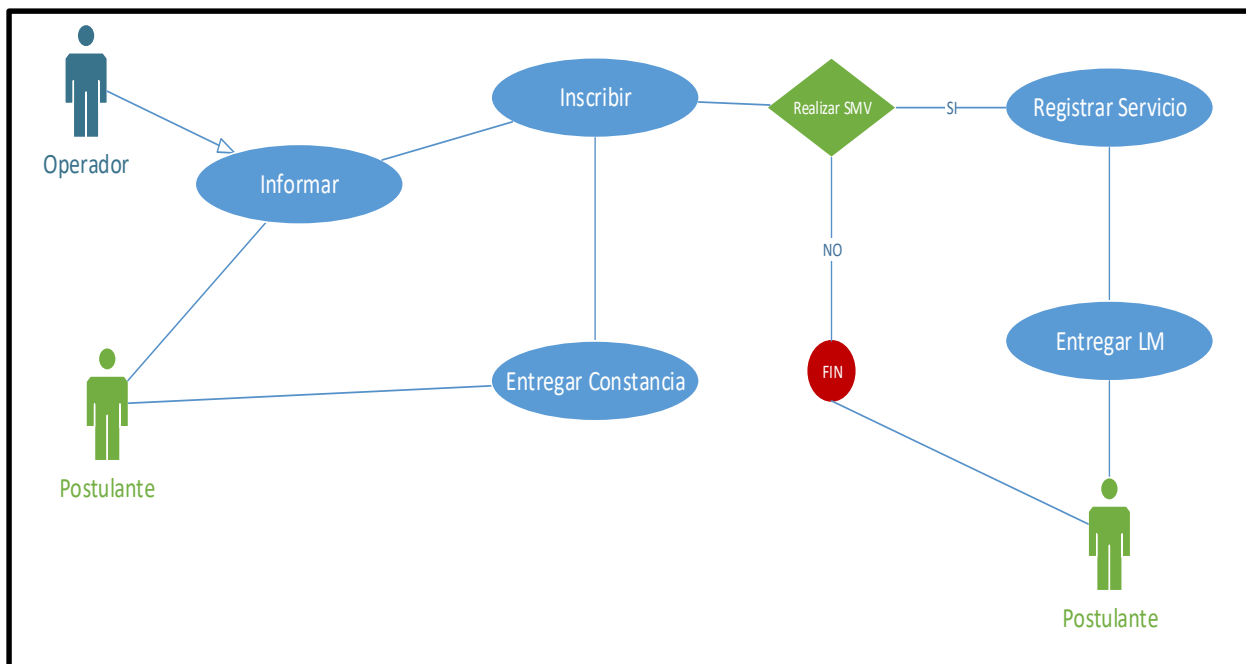 Operador
Informar
Inscribir
Realizar SMV
SI
Registrar Servicio
NO
Entregar LM
FIN
Entregar Constancia
Postulante
Postulante